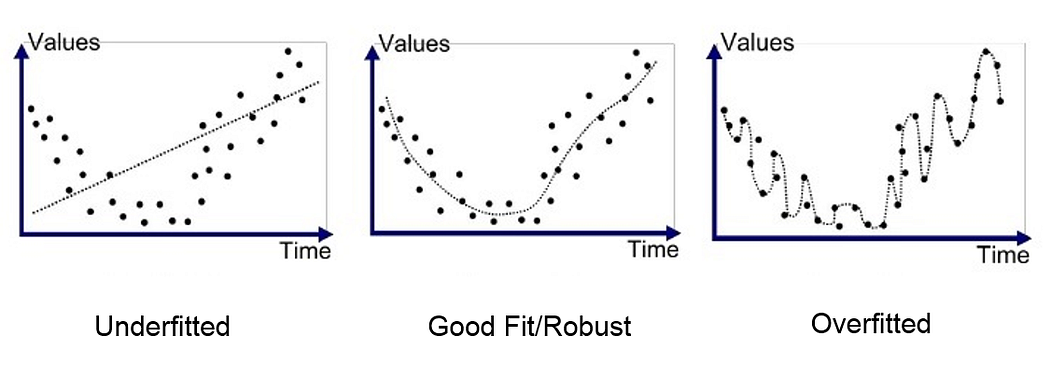 Values
Time
Underfitted
Values
Time
Good Fit/Robust
Values
Time
Overfitted